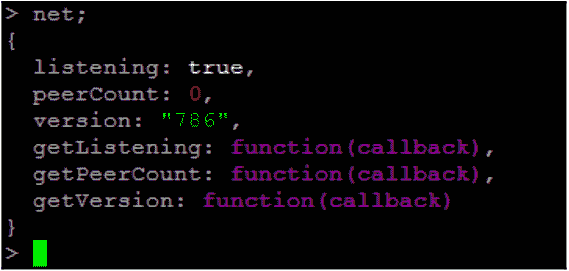 > net;
{
  listening: true,
  peerCount: 0,
  version: "786",
  getListening: function(callback),
  getPeerCount: function(callback),
  getVersion: function(callback)
}
>